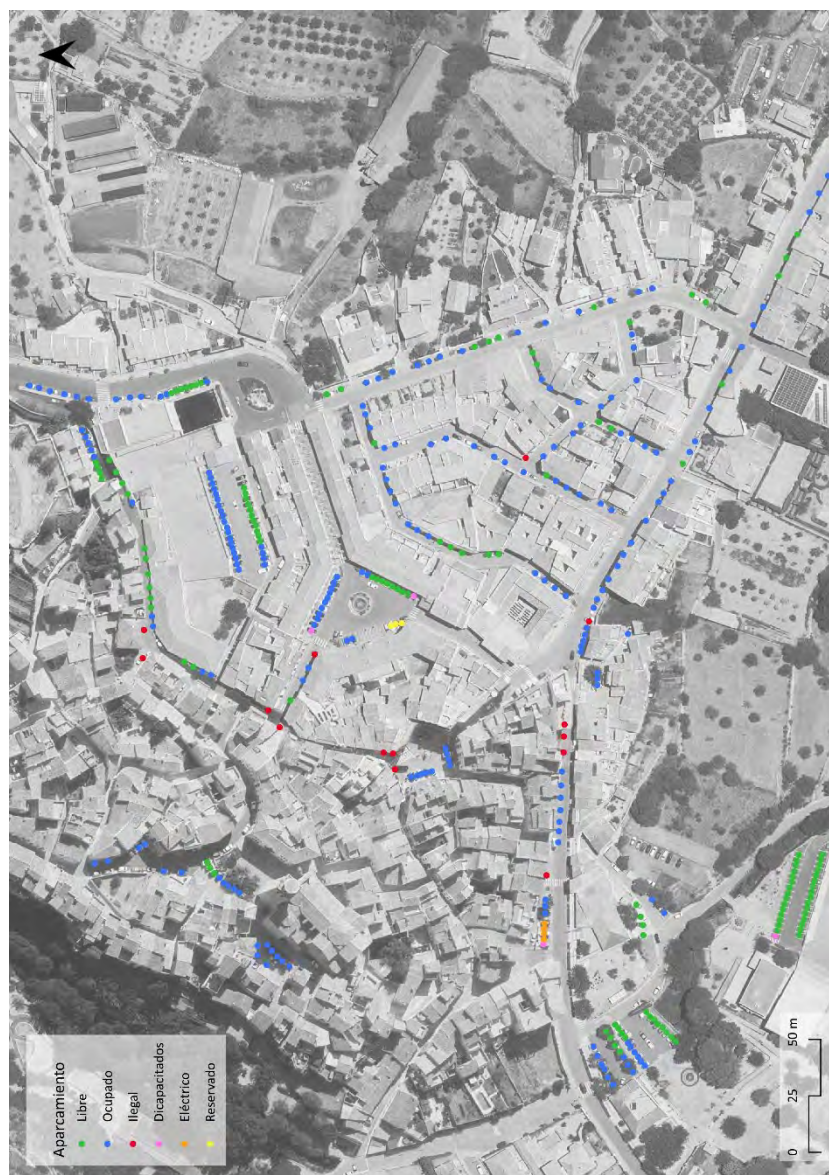 Aparcamiento
Libre
Ocupado
Ilegal
Dicapacitados
Eléctrico
Reservado
0 25 50 m